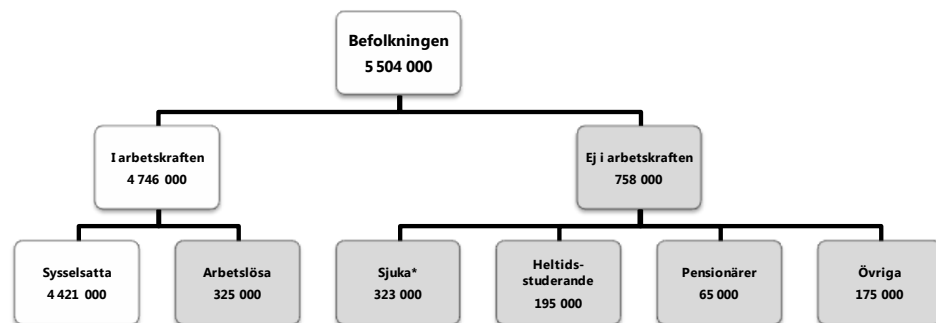 Befolkningen
5 504 000
I arbetskraften
4 746 000
Ej i arbetskraften
758 000
Sysselsatta
4 421 000
Arbetslösa
325 000
Sjuka*
323 000
Heltids-
studerande
195 000
Pensionärer
65 000
Övriga
175 000